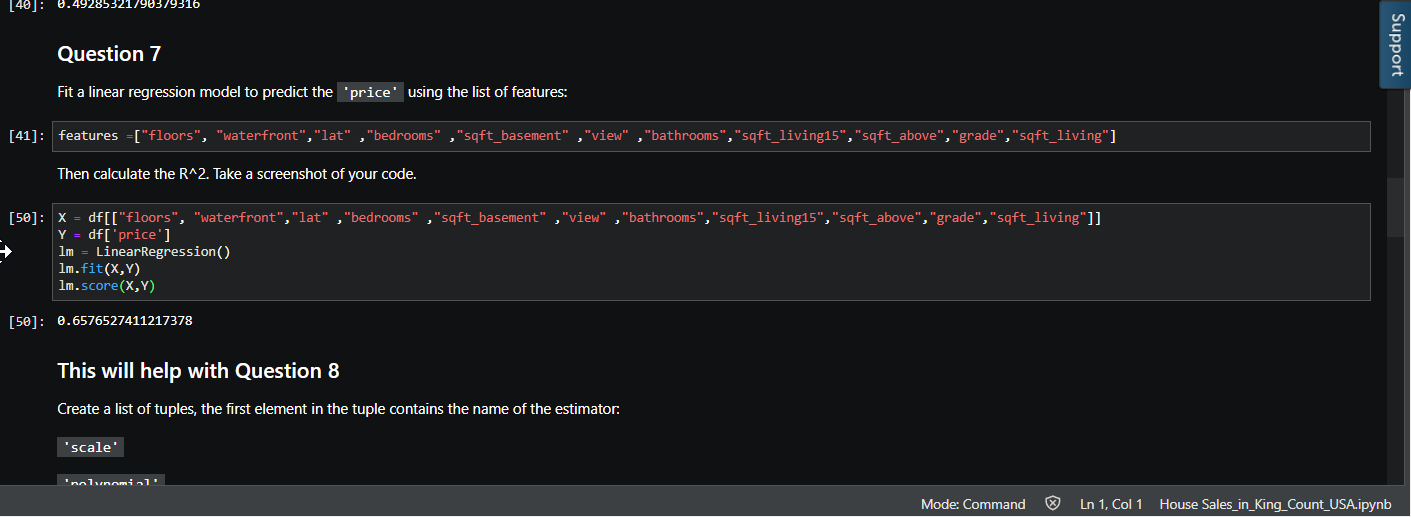 [40]: 0.49285321790379316
Support
Question 7
Fit a linear regression model to predict the 'price' using the list of features:
[41]: features =["floors", "waterfront","lat" ,"bedrooms" ,"sqft_basement" ,"view" ,"bathrooms","sqft_living15","sqft_above","grade","sqft_living"]
Then calculate the R^2. Take a screenshot of your code.
[50]: X = df[["floors", "waterfront","lat" ,"bedrooms" ,"sqft_basement" ,"view" ,"bathrooms","sqft_living15","sqft_above","grade","sqft_living"]]
Y = df['price']
lm = LinearRegression()
lm.fit(X,Y)
lm.score(X,Y)
[50]: 0.6576527411217378
This will help with Question 8
Create a list of tuples, the first element in the tuple contains the name of the estimator:
'scale'
'polynomial'
Mode: Command Ln 1, Col 1 House Sales_in_King_Count_USA.ipynb